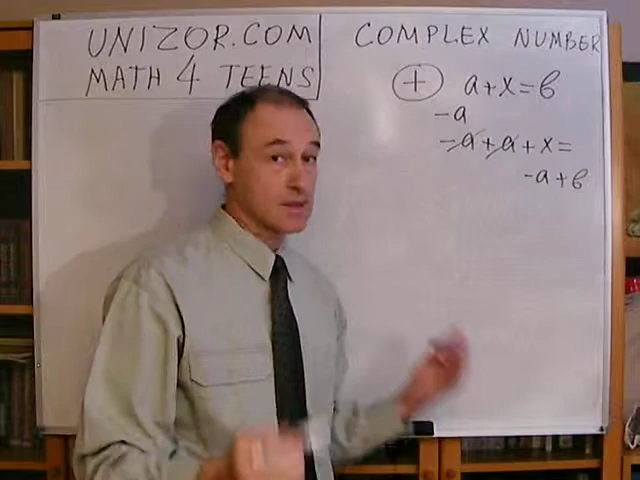 UNIZOR.COM
MATH 4 TEENS
COMPLEX NUMBER
+ a+x=b
-a
-a+a+x=
-a+b